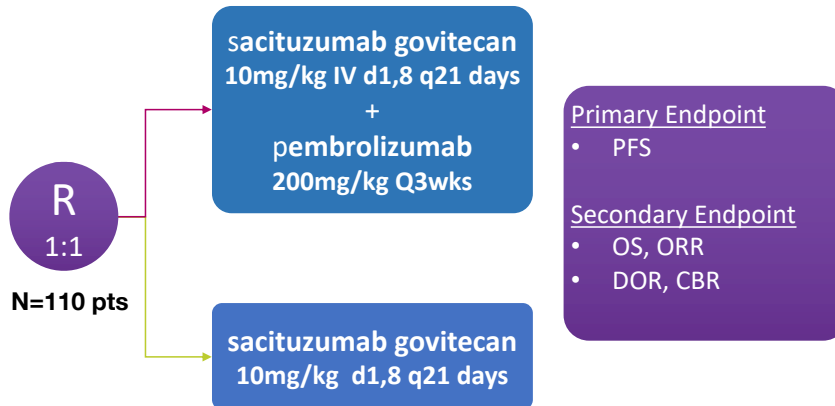 sacituzumab govitecan
10mg/kg IV d1,8 q21 days
+
pembrolizumab
200mg/kg Q3wks
R
1:1
N=110 pts
sacituzumab govitecan
10mg/kg d1,8 q21 days
Primary Endpoint
• PFS
Secondary Endpoint
• OS, ORR
• DOR, CBR